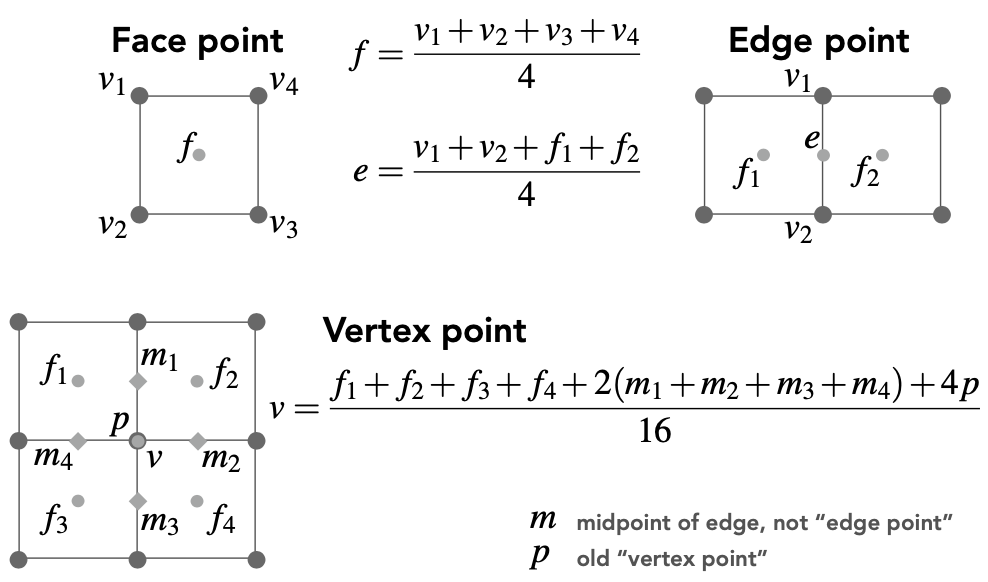 Face point
v1
v4
f
v2
v3
f = (v1 + v2 + v3 + v4) / 4
e = (v1 + v2 + f1 + f2) / 4
Edge point
v1
e
f1
f2
v2
Vertex point
f1
m1
f2
p
m4
v
m2
f3
m3
f4
v = (f1 + f2 + f3 + f4 + 2(m1 + m2 + m3 + m4) + 4p) / 16
m midpoint of edge, not “edge point”
p old “vertex point”